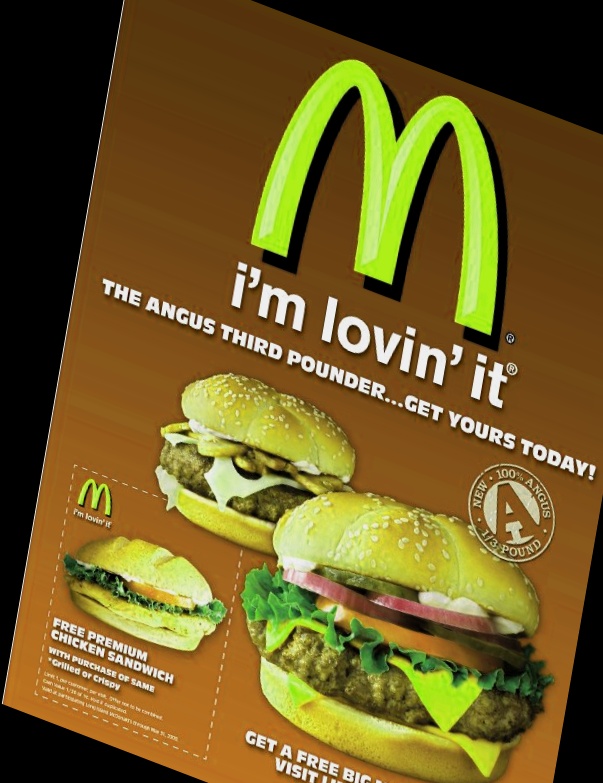 i'm lovin' it®
THE ANGUS THIRD POUNDER...GET YOURS TODAY!
NEW · 100% ANGUS
A
1/3-POUND
i'm lovin' it
FREE PREMIUM
CHICKEN SANDWICH
WITH PURCHASE OF SAME
*Grilled or Crispy
GET A FREE BIG
VISIT